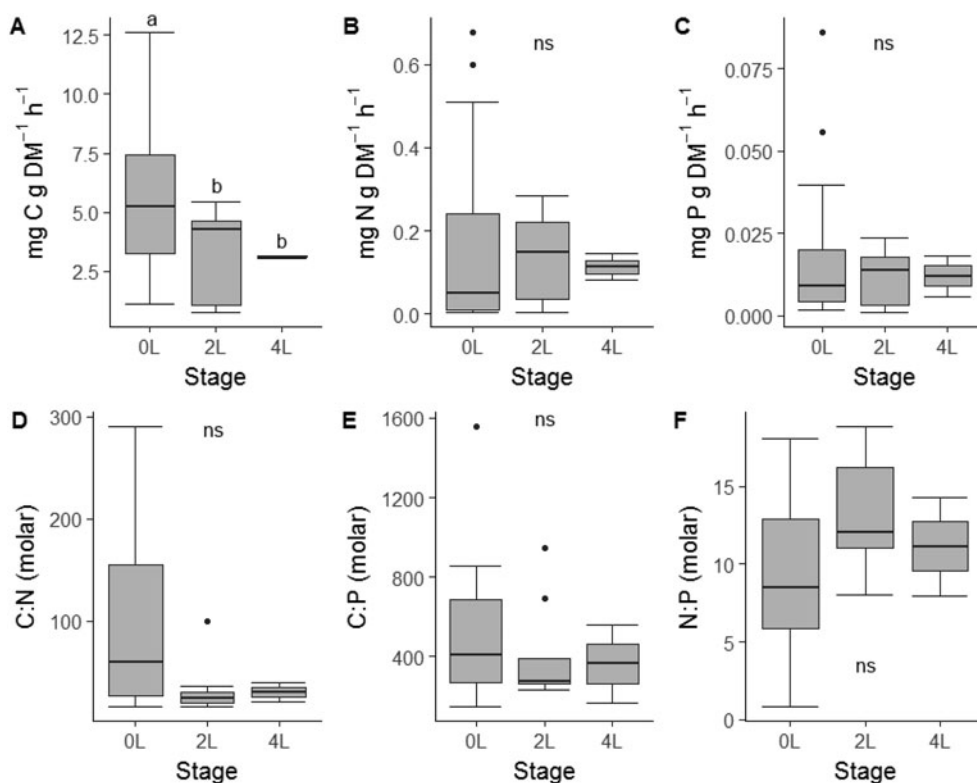 A
mg C g DM⁻¹ h⁻¹
12.5
10.0
7.5
5.0
2.5
a
b
b
0L 2L 4L
Stage
B
mg N g DM⁻¹ h⁻¹
0.6
0.4
0.2
0.0
ns
0L 2L 4L
Stage
C
mg P g DM⁻¹ h⁻¹
0.075
0.050
0.025
0.000
ns
0L 2L 4L
Stage
D
C:N (molar)
300
200
100
ns
0L 2L 4L
Stage
E
C:P (molar)
1600
1200
800
400
ns
0L 2L 4L
Stage
F
N:P (molar)
15
10
5
0
ns
0L 2L 4L
Stage